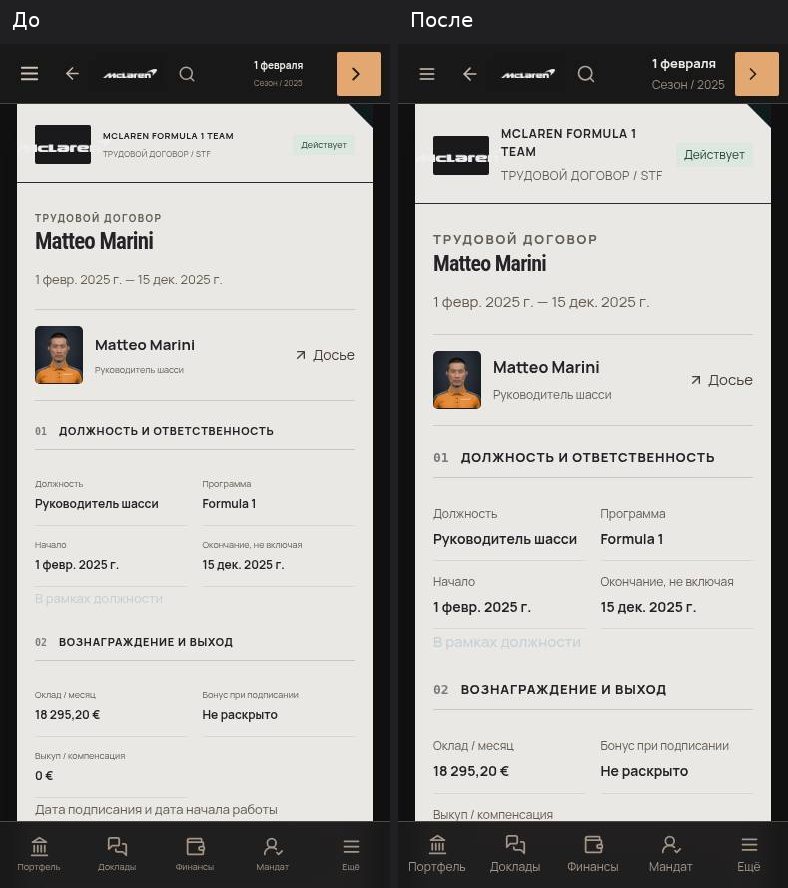 До
McLaren
1 февраля
Сезон / 2025
McLaren
MCLAREN FORMULA 1 TEAM
ТРУДОВОЙ ДОГОВОР / STF
Действует
ТРУДОВОЙ ДОГОВОР
Matteo Marini
1 февр. 2025 г. — 15 дек. 2025 г.
Matteo Marini
Руководитель шасси
Досье
01 ДОЛЖНОСТЬ И ОТВЕТСТВЕННОСТЬ
Должность
Руководитель шасси
Программа
Formula 1
Начало
1 февр. 2025 г.
Окончание, не включая
15 дек. 2025 г.
В рамках должности
02 ВОЗНАГРАЖДЕНИЕ И ВЫХОД
Оклад / месяц
18 295,20 €
Бонус при подписании
Не раскрыто
Выкуп / компенсация
0 €
Дата подписания и дата начала работы
Портфель
Доклады
Финансы
Мандат
Ещё
После
McLaren
1 февраля
Сезон / 2025
McLaren
MCLAREN FORMULA 1
TEAM
ТРУДОВОЙ ДОГОВОР / STF
Действует
ТРУДОВОЙ ДОГОВОР
Matteo Marini
1 февр. 2025 г. — 15 дек. 2025 г.
Matteo Marini
Руководитель шасси
Досье
01 ДОЛЖНОСТЬ И ОТВЕТСТВЕННОСТЬ
Должность
Руководитель шасси
Программа
Formula 1
Начало
1 февр. 2025 г.
Окончание, не включая
15 дек. 2025 г.
В рамках должности
02 ВОЗНАГРАЖДЕНИЕ И ВЫХОД
Оклад / месяц
18 295,20 €
Бонус при подписании
Не раскрыто
Выкуп / компенсация
Портфель
Доклады
Финансы
Мандат
Ещё